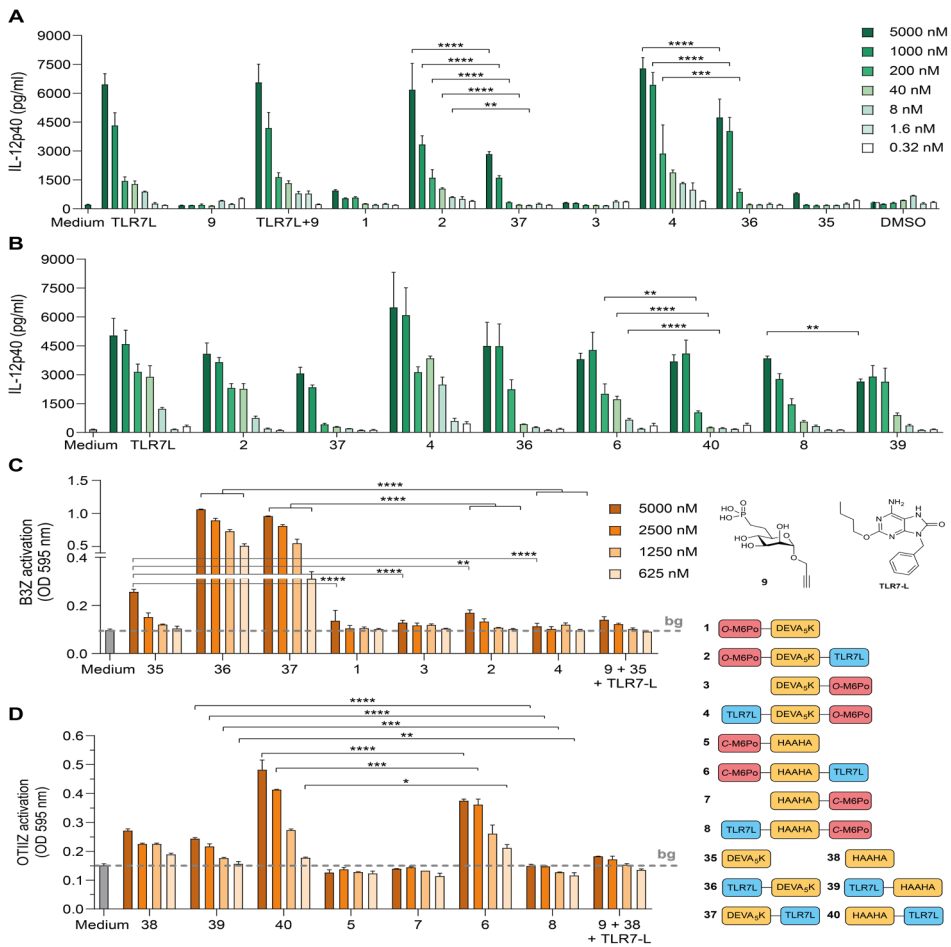 A
IL-12p40 (pg/ml)
9000
7500
6000
4500
3000
1500
0
**** **** **** **** **
**** **** ***
5000 nM
1000 nM
200 nM
40 nM
8 nM
1.6 nM
0.32 nM
Medium TLR7L 9 TLR7L+9 1 2 37 3 4 36 35 DMSO
B
IL-12p40 (pg/ml)
9000
7500
6000
4500
3000
1500
0
** **** ****
**
Medium TLR7L 2 37 4 36 6 40 8 39
C
B3Z activation
(OD 595 nm)
1.5
1.0
0.5
0.4
0.2
0.0
****
****
****
**
****
****
bg
5000 nM
2500 nM
1250 nM
625 nM
Medium 35 36 37 1 3 2 4 9 + 35
+ TLR7-L
D
OTIIZ activation
(OD 595 nm)
0.6
0.5
0.4
0.3
0.2
0.1
0.0
****
****
***
**
****
***
*
bg
Medium 38 39 40 5 7 6 8 9 + 38
+ TLR7-L
HO O
P
HO
HO
HO
OH
O
O
9
NH2
N
N
H
N
O
N
O
TLR7-L
1 O-M6Po DEVA5K
2 O-M6Po DEVA5K TLR7L
3 DEVA5K O-M6Po
4 TLR7L DEVA5K O-M6Po
5 C-M6Po HAAHA
6 C-M6Po HAAHA TLR7L
7 HAAHA C-M6Po
8 TLR7L HAAHA C-M6Po
35 DEVA5K 38 HAAHA
36 TLR7L DEVA5K 39 TLR7L HAAHA
37 DEVA5K TLR7L 40 HAAHA TLR7L